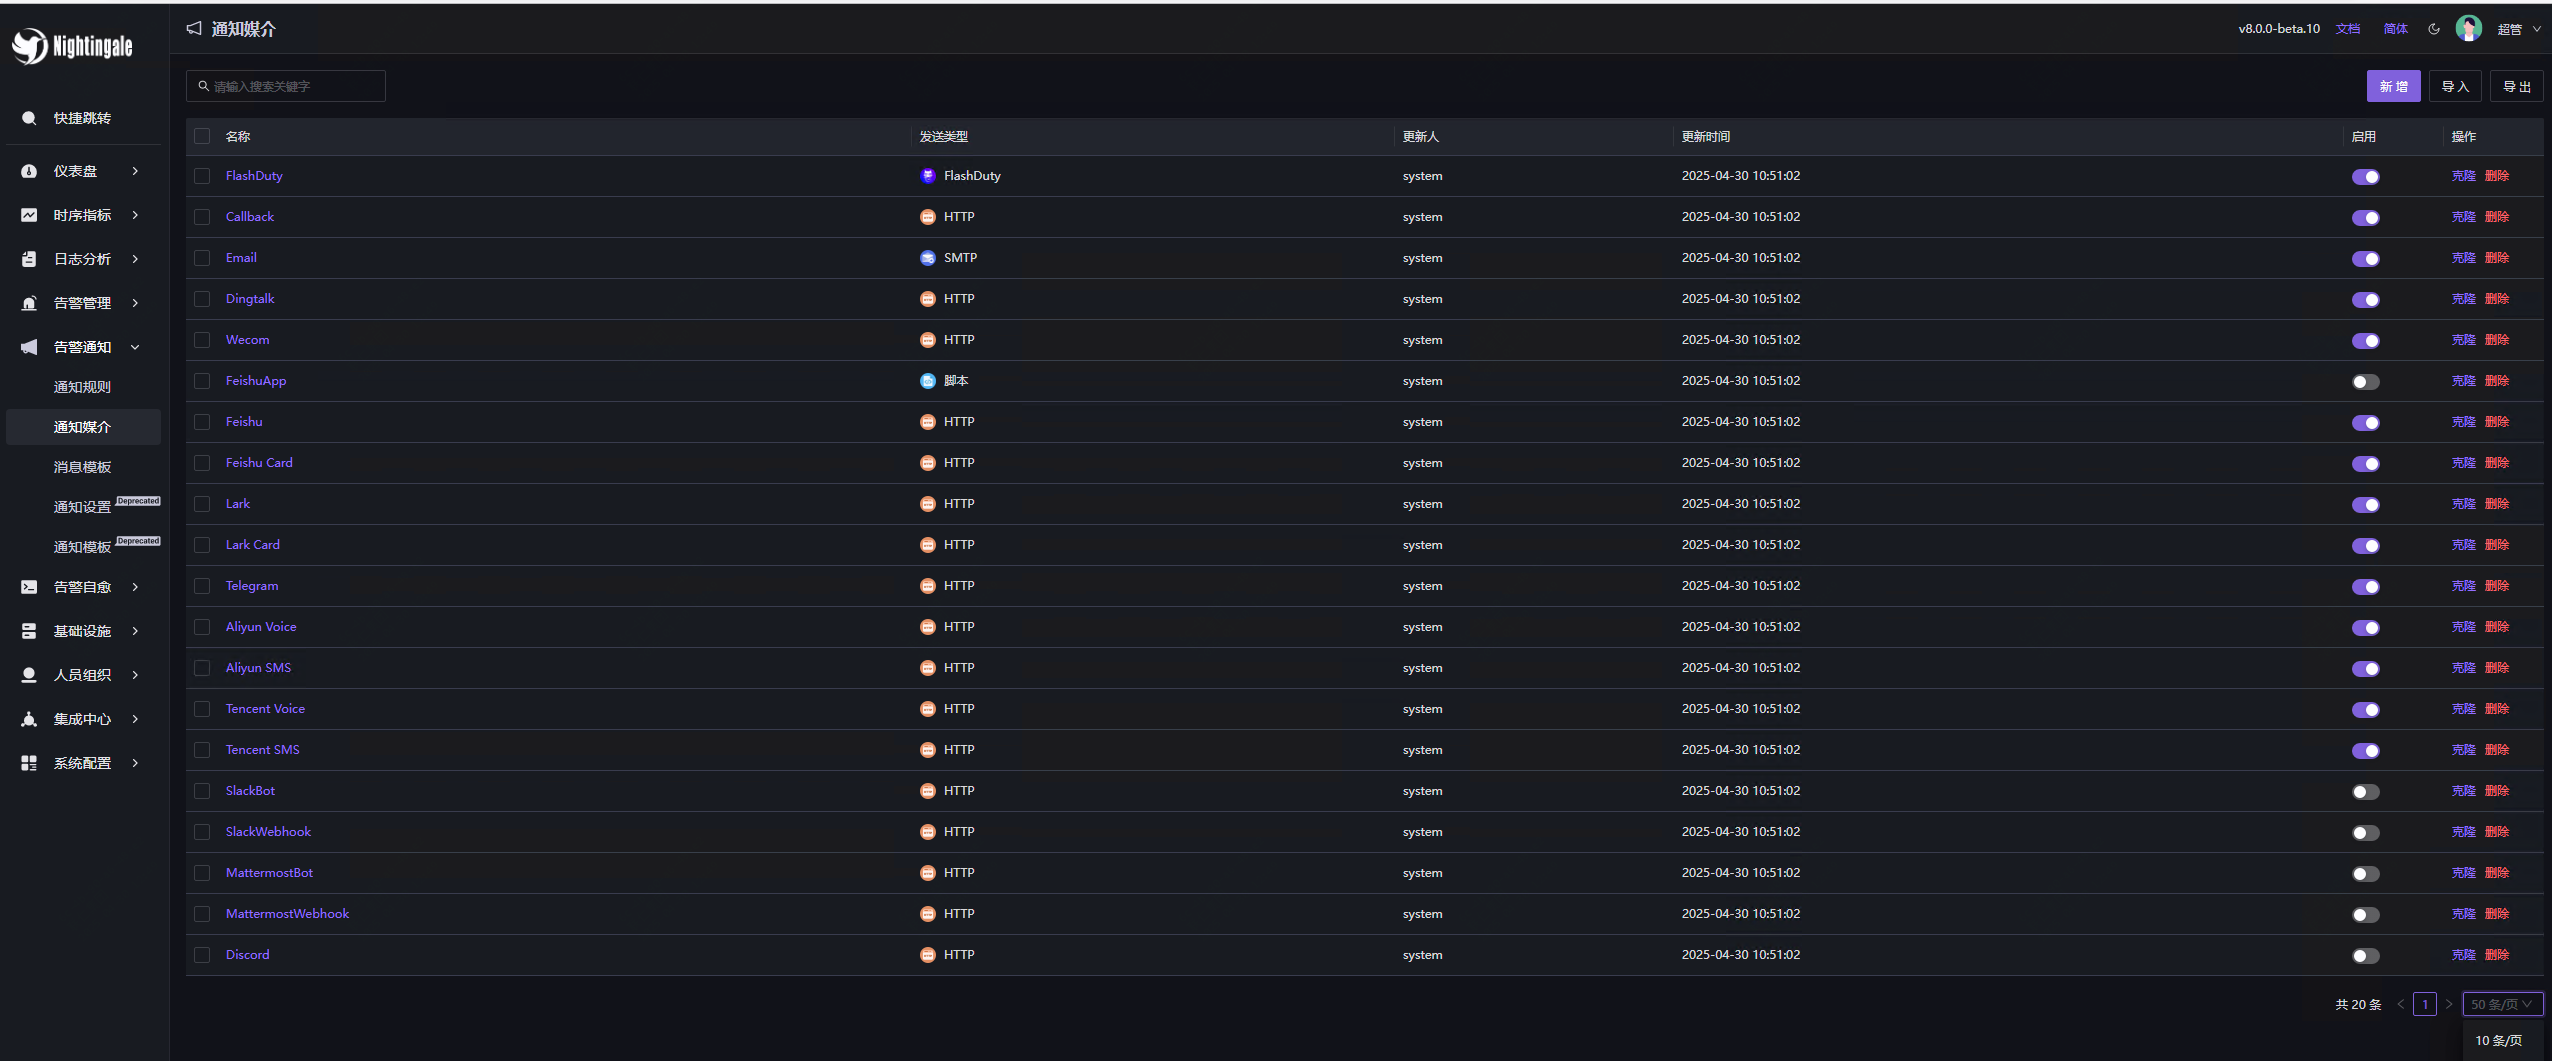 Nightingale
通知媒介
v8.0.0-beta.10 文档 简体 超管
请输入搜索关键字
新 增 导 入 导 出
快捷跳转
仪表盘
时序指标
日志分析
告警管理
告警通知
通知规则
通知媒介
消息模板
通知设置 Deprecated
通知模板 Deprecated
告警自愈
基础设施
人员组织
集成中心
系统配置
名称 发送类型 更新人 更新时间 启用 操作
FlashDuty FlashDuty system 2025-04-30 10:51:02 克隆 删除
Callback HTTP system 2025-04-30 10:51:02 克隆 删除
Email SMTP system 2025-04-30 10:51:02 克隆 删除
Dingtalk HTTP system 2025-04-30 10:51:02 克隆 删除
Wecom HTTP system 2025-04-30 10:51:02 克隆 删除
FeishuApp 脚本 system 2025-04-30 10:51:02 克隆 删除
Feishu HTTP system 2025-04-30 10:51:02 克隆 删除
Feishu Card HTTP system 2025-04-30 10:51:02 克隆 删除
Lark HTTP system 2025-04-30 10:51:02 克隆 删除
Lark Card HTTP system 2025-04-30 10:51:02 克隆 删除
Telegram HTTP system 2025-04-30 10:51:02 克隆 删除
Aliyun Voice HTTP system 2025-04-30 10:51:02 克隆 删除
Aliyun SMS HTTP system 2025-04-30 10:51:02 克隆 删除
Tencent Voice HTTP system 2025-04-30 10:51:02 克隆 删除
Tencent SMS HTTP system 2025-04-30 10:51:02 克隆 删除
SlackBot HTTP system 2025-04-30 10:51:02 克隆 删除
SlackWebhook HTTP system 2025-04-30 10:51:02 克隆 删除
MattermostBot HTTP system 2025-04-30 10:51:02 克隆 删除
MattermostWebhook HTTP system 2025-04-30 10:51:02 克隆 删除
Discord HTTP system 2025-04-30 10:51:02 克隆 删除
共 20 条 1 50 条/页
10 条/页